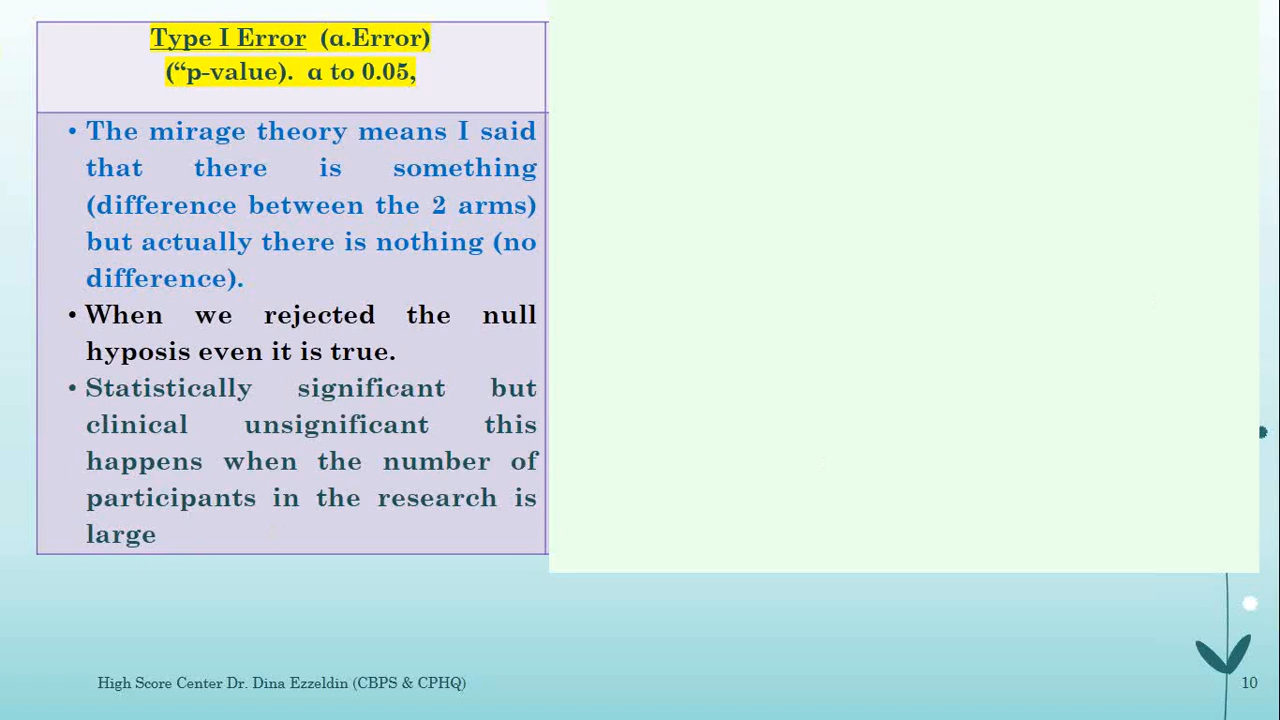 Type I Error (α.Error)
(“p-value). α to 0.05,
• The mirage theory means I said
that there is something
(difference between the 2 arms)
but actually there is nothing (no
difference).
• When we rejected the null
hyposis even it is true.
• Statistically significant but
clinical unsignificant this
happens when the number of
participants in the research is
large
High Score Center Dr. Dina Ezzeldin (CBPS & CPHQ)
10